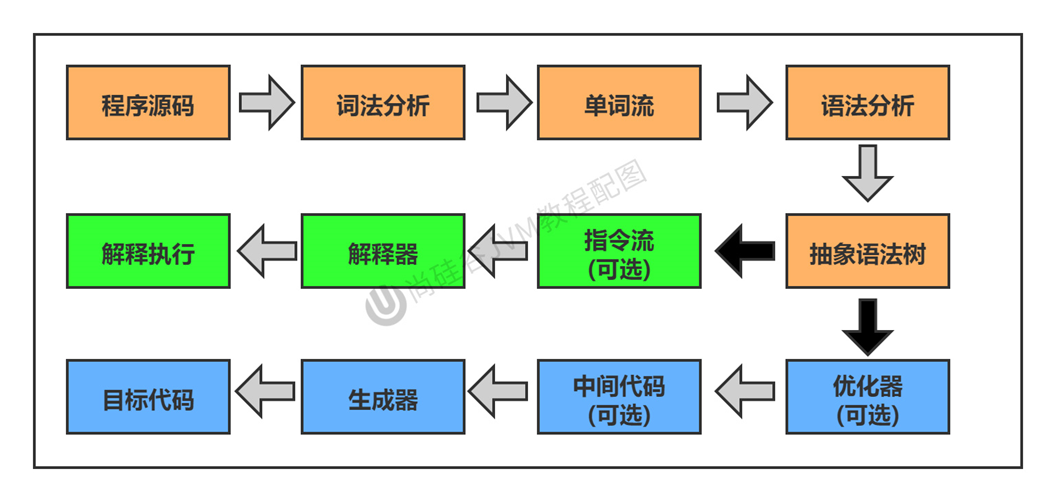 程序源码
词法分析
单词流
语法分析
解释执行
解释器
指令流
(可选)
抽象语法树
目标代码
生成器
中间代码
(可选)
优化器
(可选)
尚硅谷JVM教程配图